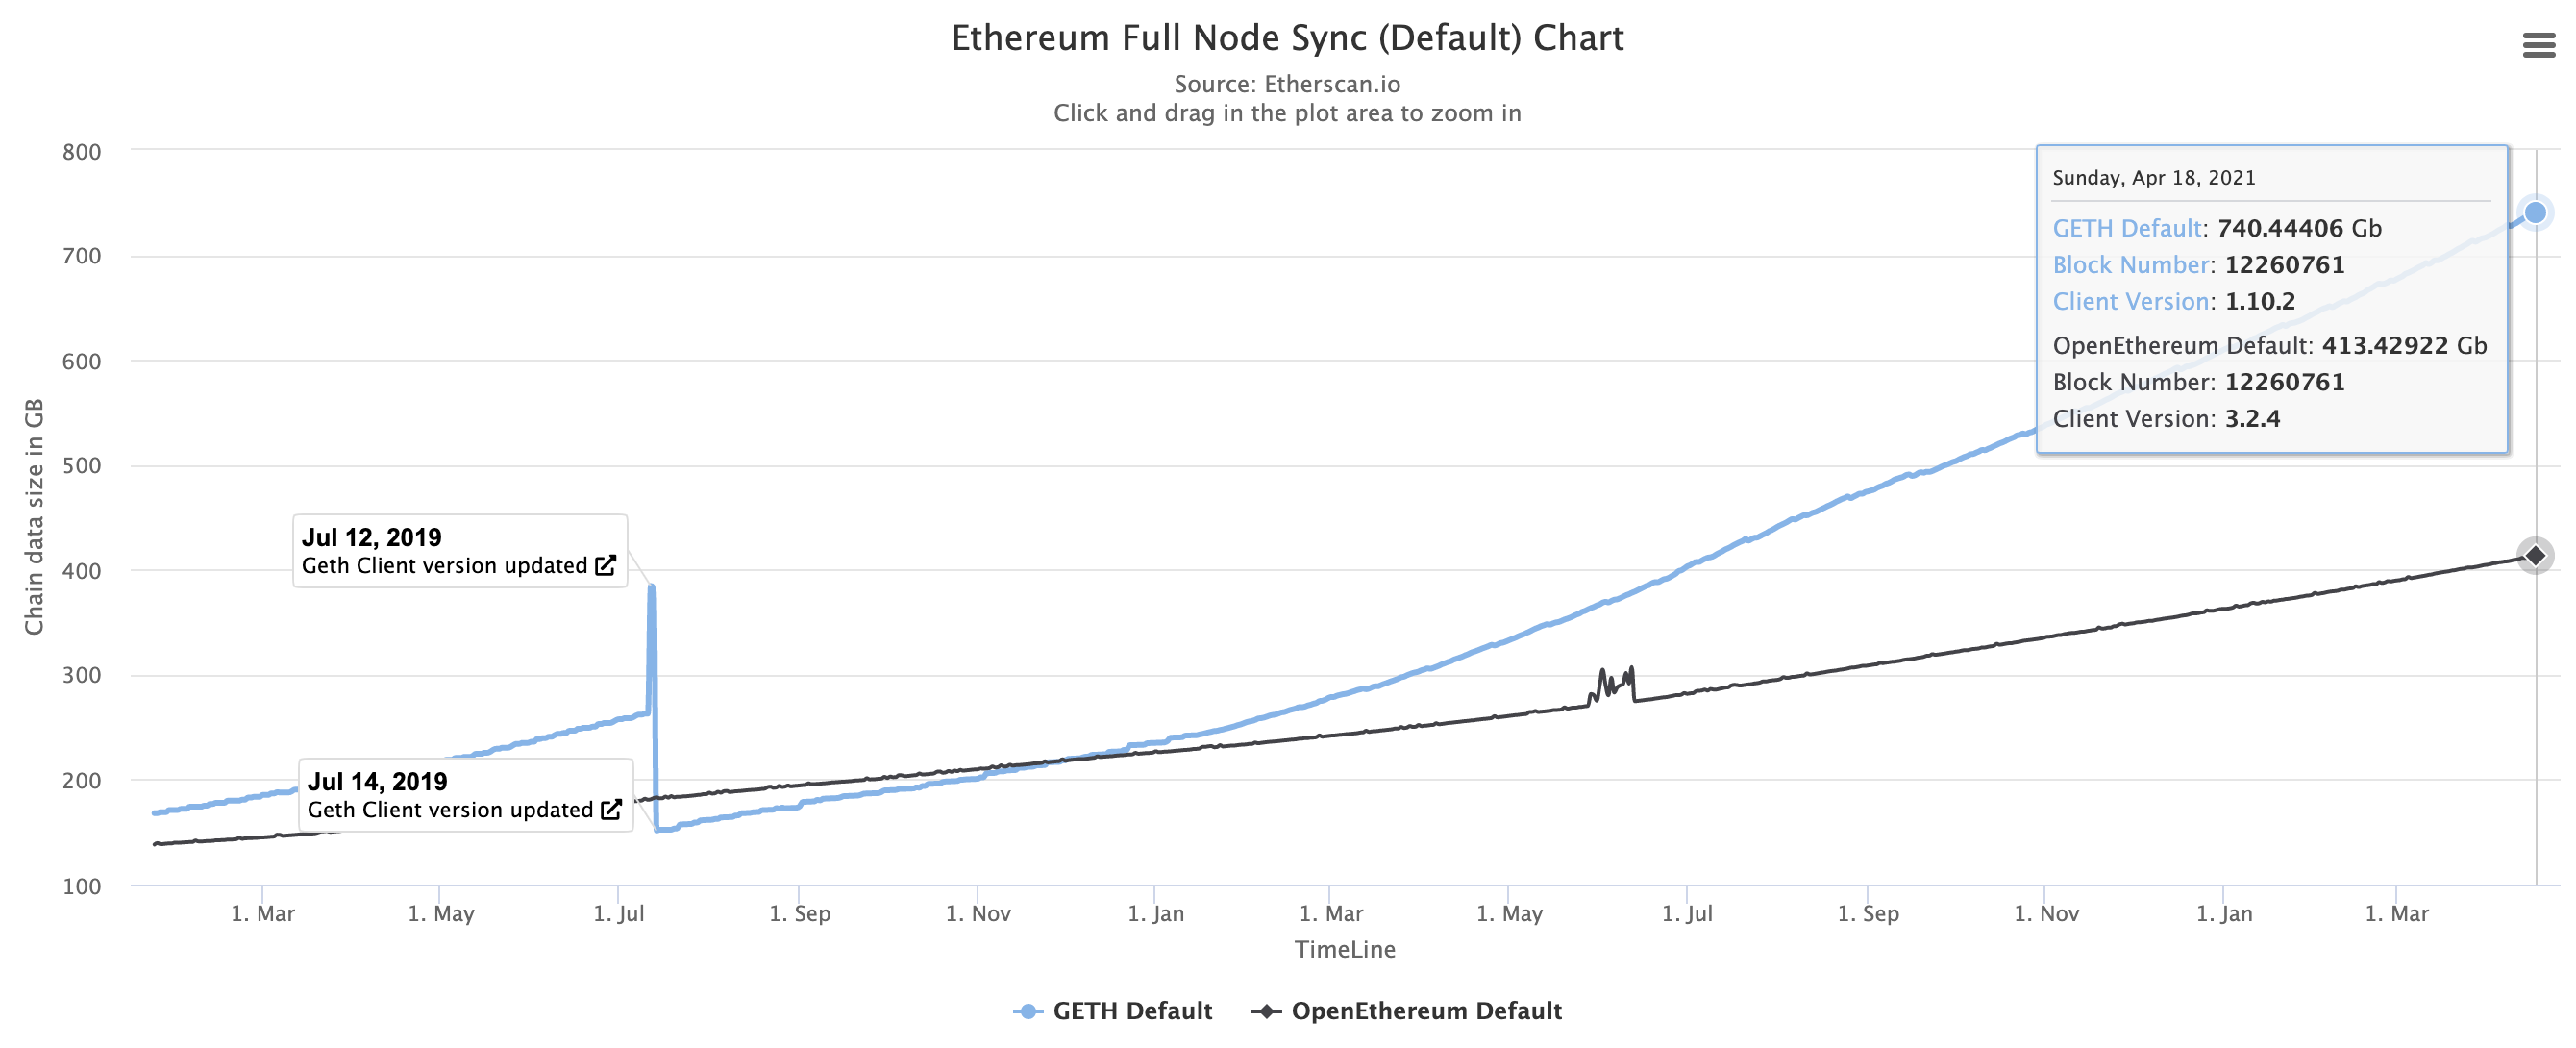 Ethereum Full Node Sync (Default) Chart
Source: Etherscan.io
Click and drag in the plot area to zoom in
Chain data size in GB
800
700
600
500
400
300
200
100
Sunday, Apr 18, 2021
GETH Default: 740.44406 Gb
Block Number: 12260761
Client Version: 1.10.2
OpenEthereum Default: 413.42922 Gb
Block Number: 12260761
Client Version: 3.2.4
Jul 12, 2019
Geth Client version updated
Jul 14, 2019
Geth Client version updated
1. Mar 1. May 1. Jul 1. Sep 1. Nov 1. Jan 1. Mar 1. May 1. Jul 1. Sep 1. Nov 1. Jan 1. Mar
TimeLine
GETH Default OpenEthereum Default